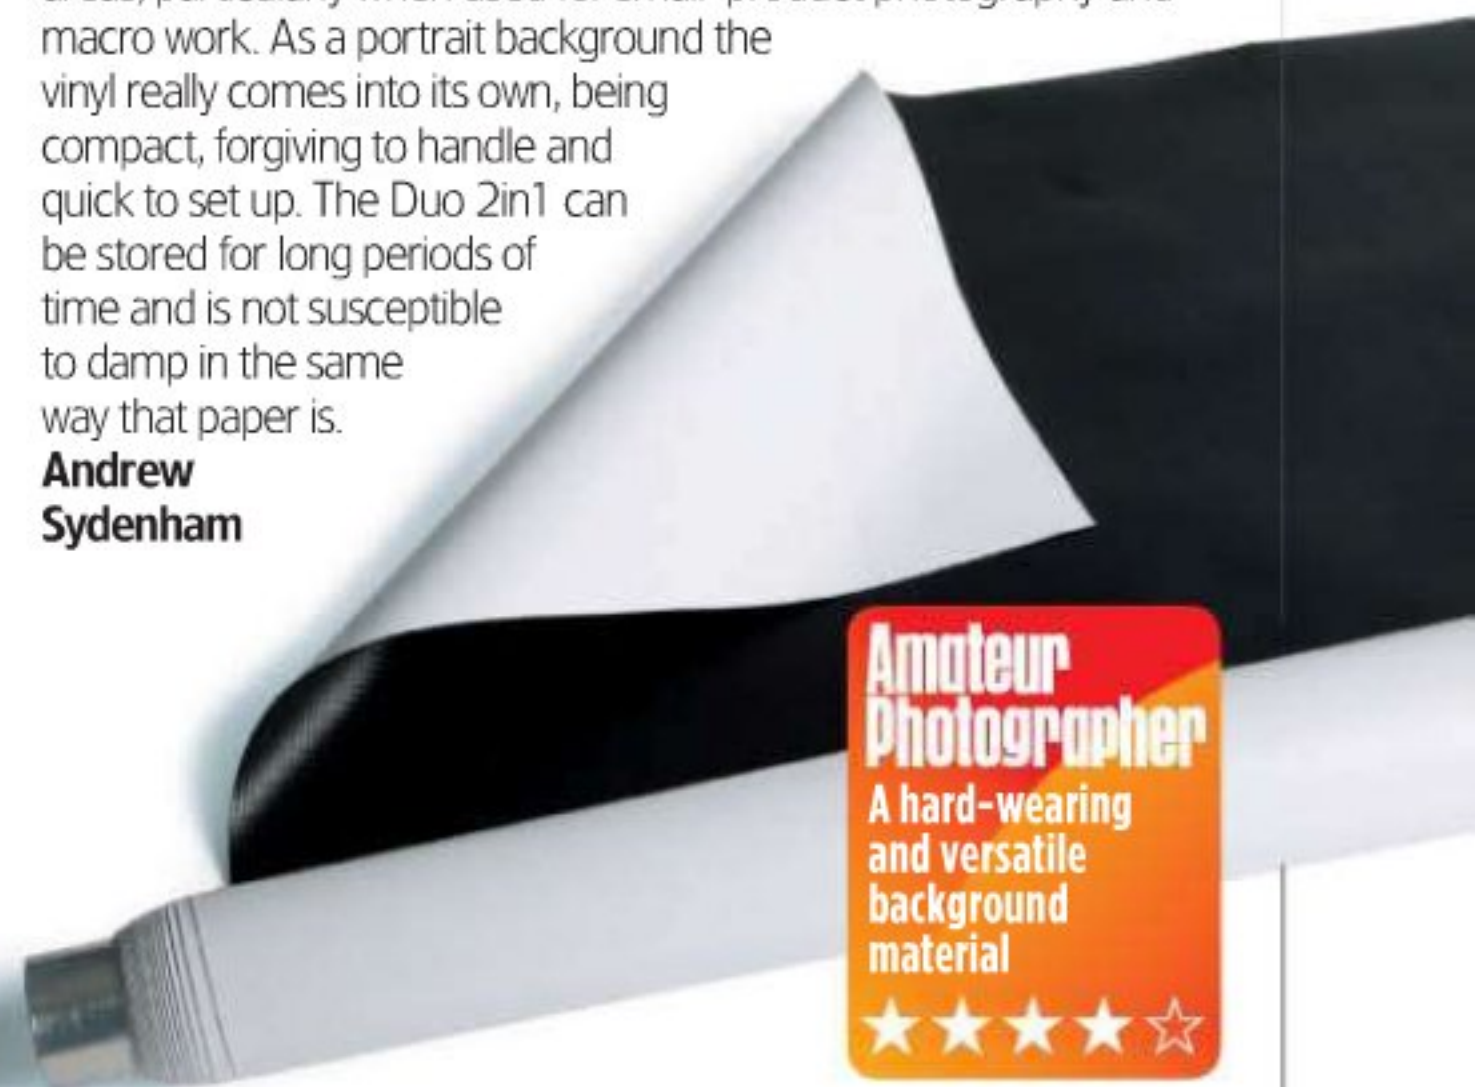 macro work. As a portrait background the
vinyl really comes into its own, being
compact, forgiving to handle and
quick to set up. The Duo 2in1 can
be stored for long periods of
time and is not susceptible
to damp in the same
way that paper is.
Andrew
Sydenham
Amateur
Photographer
A hard-wearing
and versatile
background
material